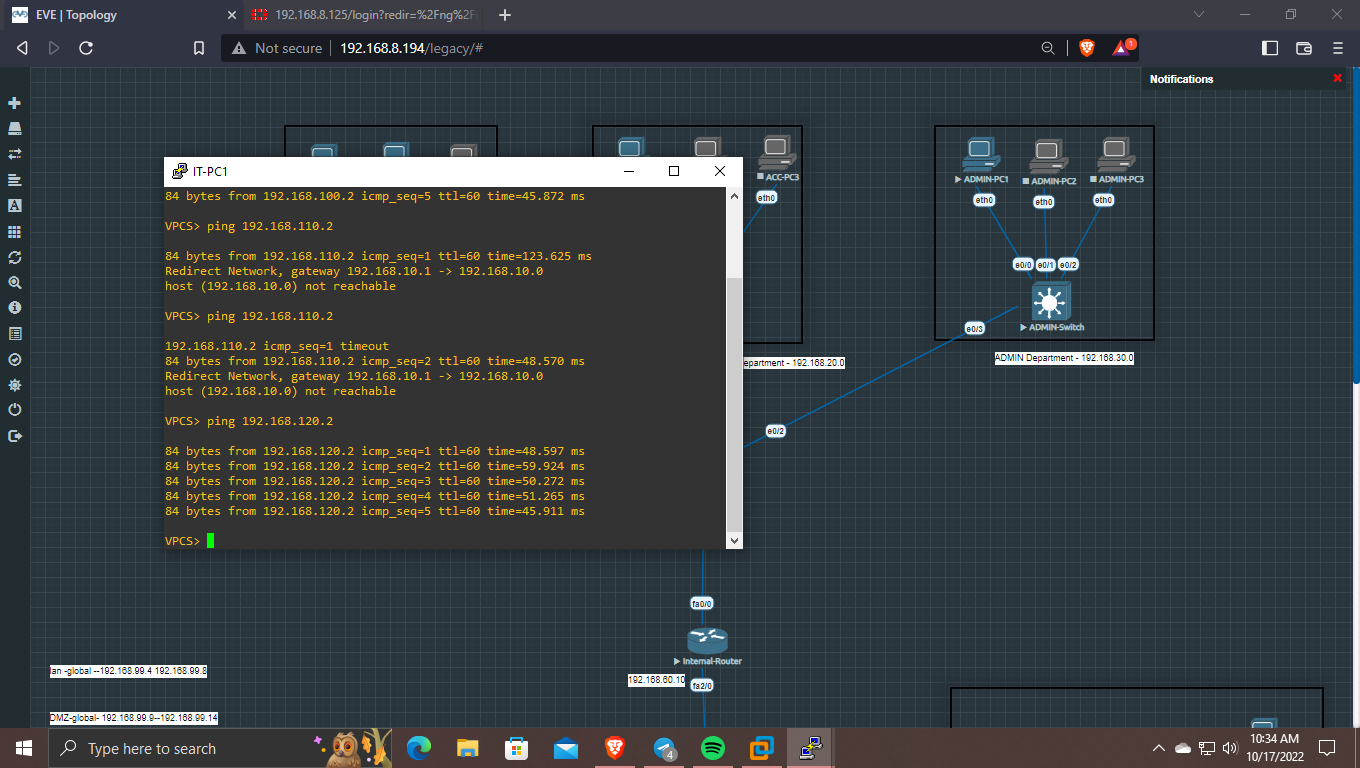 EVE | Topology
192.168.8.125/login?redir=%2Fng%2F
Not secure
192.168.8.194/legacy/#
1
Notifications
IT-PC1
84 bytes from 192.168.100.2 icmp_seq=5 ttl=60 time=45.872 ms
VPCS> ping 192.168.110.2
84 bytes from 192.168.110.2 icmp_seq=1 ttl=60 time=123.625 ms
Redirect Network, gateway 192.168.10.1 -> 192.168.10.0
host (192.168.10.0) not reachable
VPCS> ping 192.168.110.2
192.168.110.2 icmp_seq=1 timeout
84 bytes from 192.168.110.2 icmp_seq=2 ttl=60 time=48.570 ms
Redirect Network, gateway 192.168.10.1 -> 192.168.10.0
host (192.168.10.0) not reachable
VPCS> ping 192.168.120.2
84 bytes from 192.168.120.2 icmp_seq=1 ttl=60 time=48.597 ms
84 bytes from 192.168.120.2 icmp_seq=2 ttl=60 time=59.924 ms
84 bytes from 192.168.120.2 icmp_seq=3 ttl=60 time=50.272 ms
84 bytes from 192.168.120.2 icmp_seq=4 ttl=60 time=51.265 ms
84 bytes from 192.168.120.2 icmp_seq=5 ttl=60 time=45.911 ms
VPCS>
ACC-PC3
eth0
ADMIN-PC1
ADMIN-PC2
ADMIN-PC3
eth0
eth0
eth0
e0/0
e0/1
e0/2
ADMIN-Switch
e0/3
epartment - 192.168.20.0
ADMIN Department - 192.168.30.0
e0/2
fa0/0
Internal-Router
192.168.60.10
fa2/0
lan -global --192.168.99.4 192.168.99.8
DMZ-global- 192.168.99.9--192.168.99.14
Type here to search
4
10:34 AM
10/17/2022